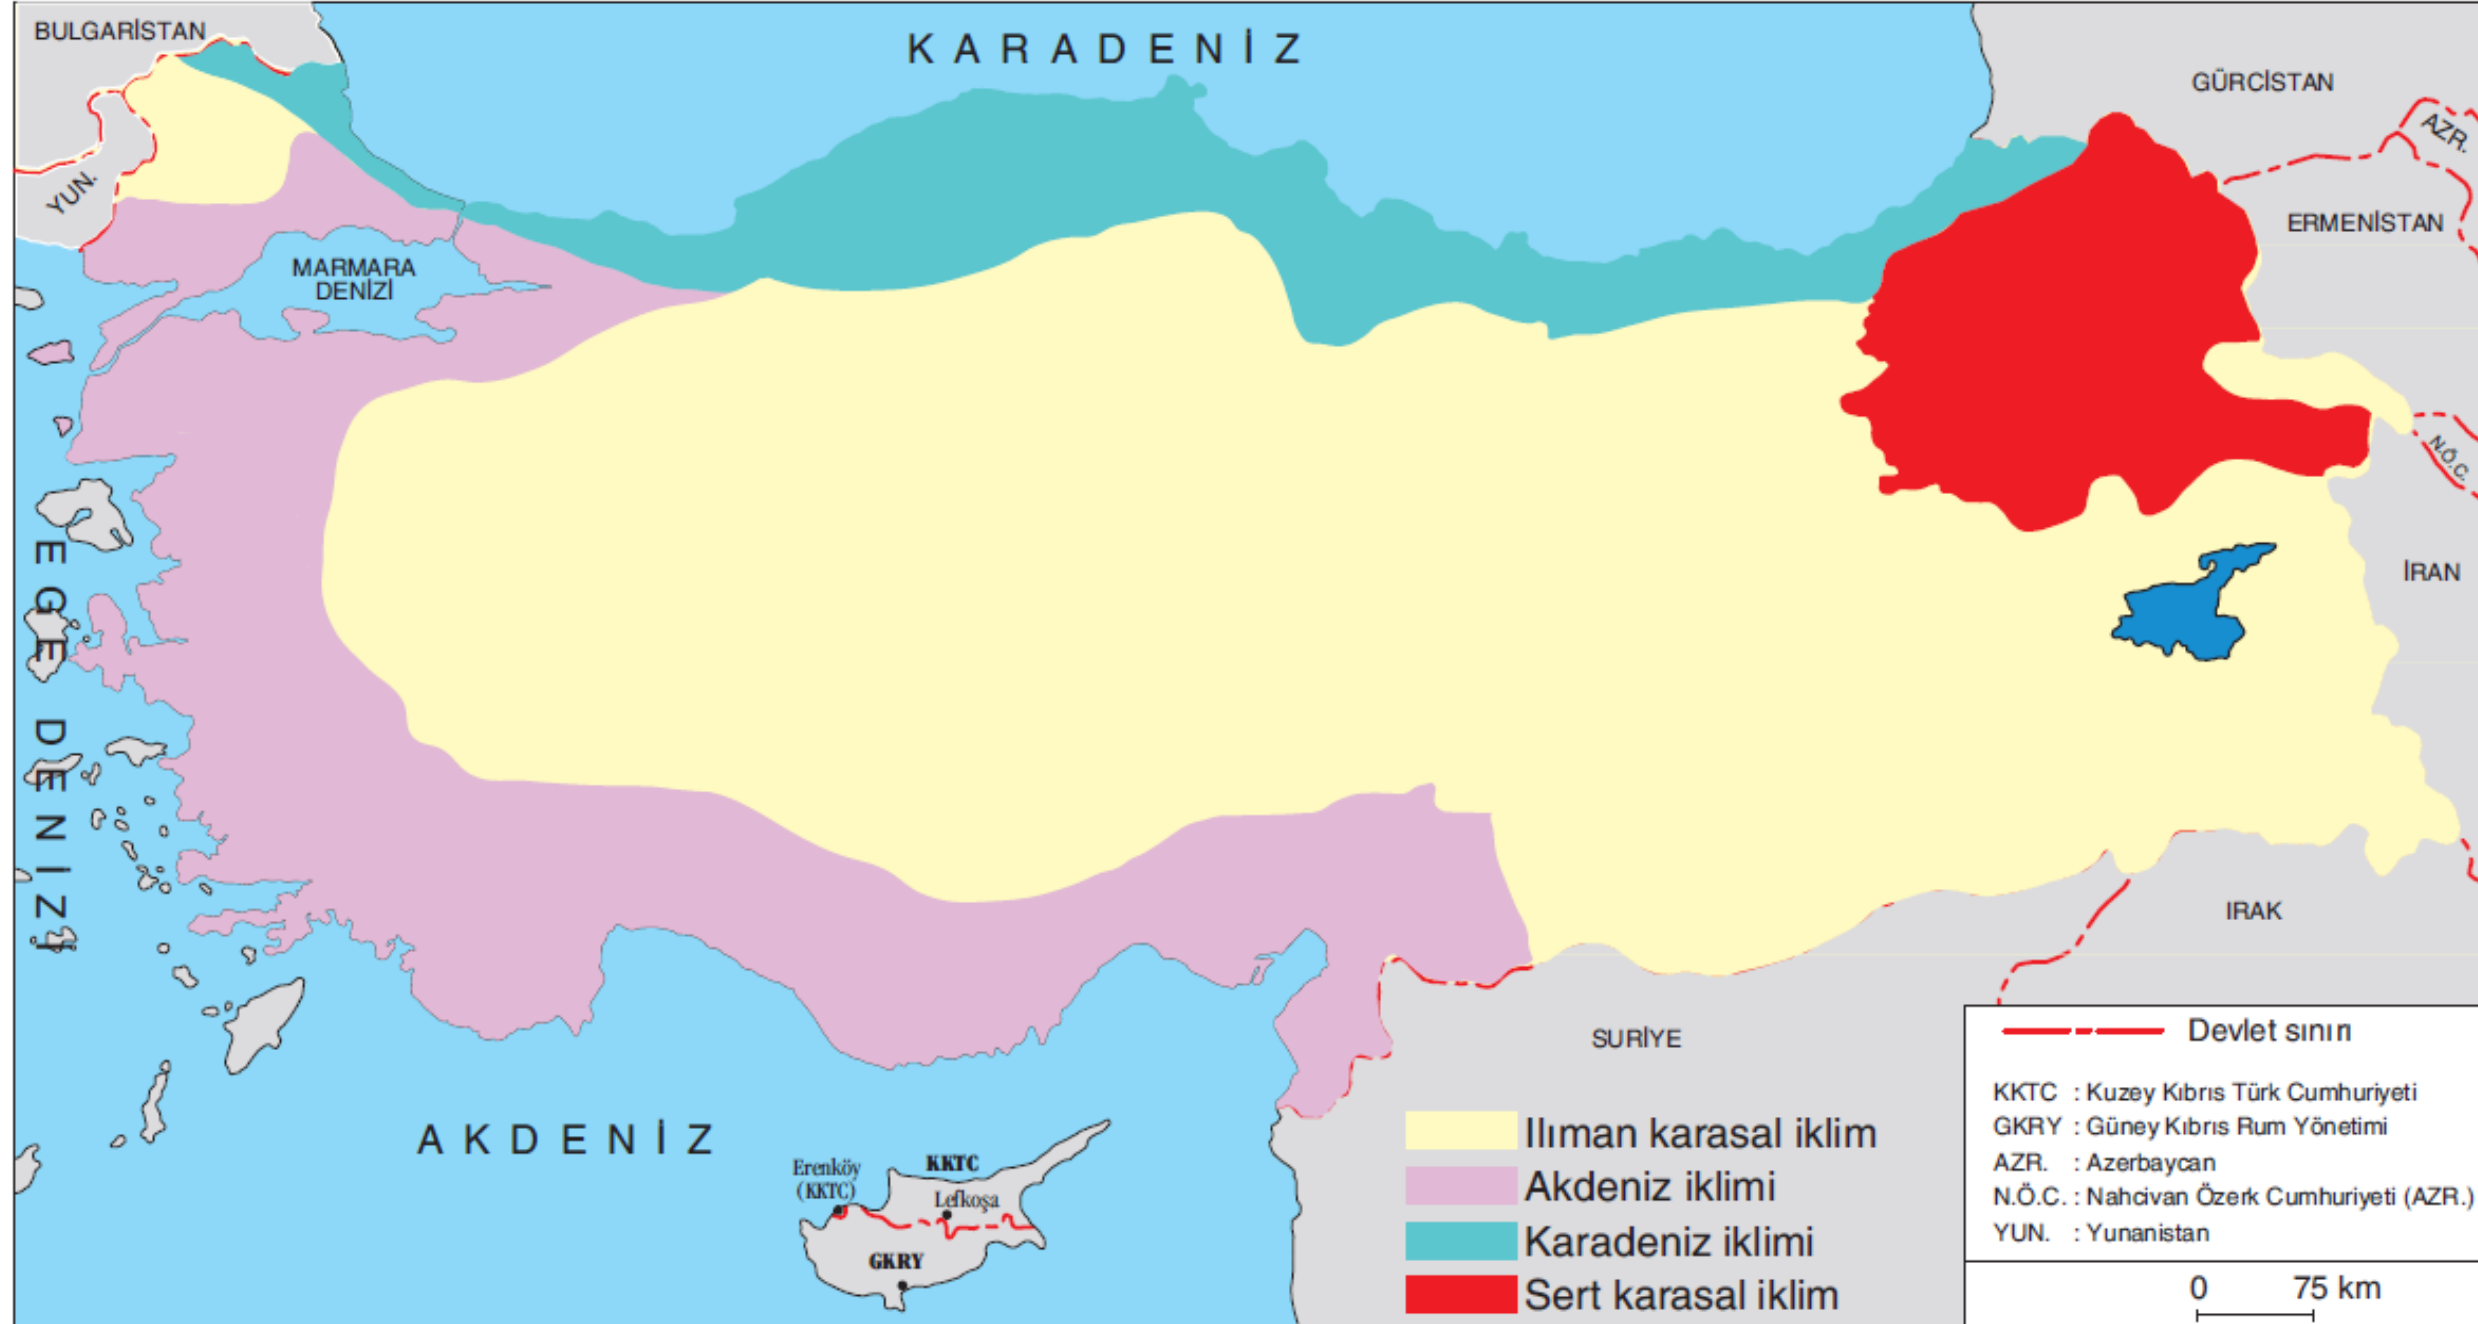 BULGARİSTAN
KARADENİZ
GÜRCİSTAN
AZR.
YUN.
ERMENİSTAN
MARMARA
DENİZİ
N.Ö.C.
EGE DENİZİ
İRAN
IRAK
SURİYE
AKDENİZ
Erenköy
(KKTC)
KKTC
Lefkoşa
GKRY
Ilıman karasal iklim
Akdeniz iklimi
Karadeniz iklimi
Sert karasal iklim
Devlet sınırı
KKTC : Kuzey Kıbrıs Türk Cumhuriyeti
GKRY : Güney Kıbrıs Rum Yönetimi
AZR. : Azerbaycan
N.Ö.C. : Nahcivan Özerk Cumhuriyeti (AZR.)
YUN. : Yunanistan
0 75 km